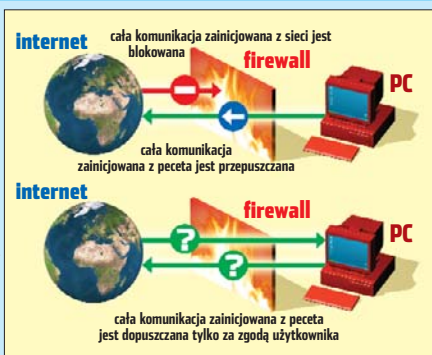 cała komunikacja zainicjowana z sieci jest
blokowana
internet
firewall
PC
cała komunikacja
zainicjowana z peceta jest przepuszczana
internet
firewall
PC
?
?
cała komunikacja zainicjowana z peceta
jest dopuszczana tylko za zgodą użytkownika